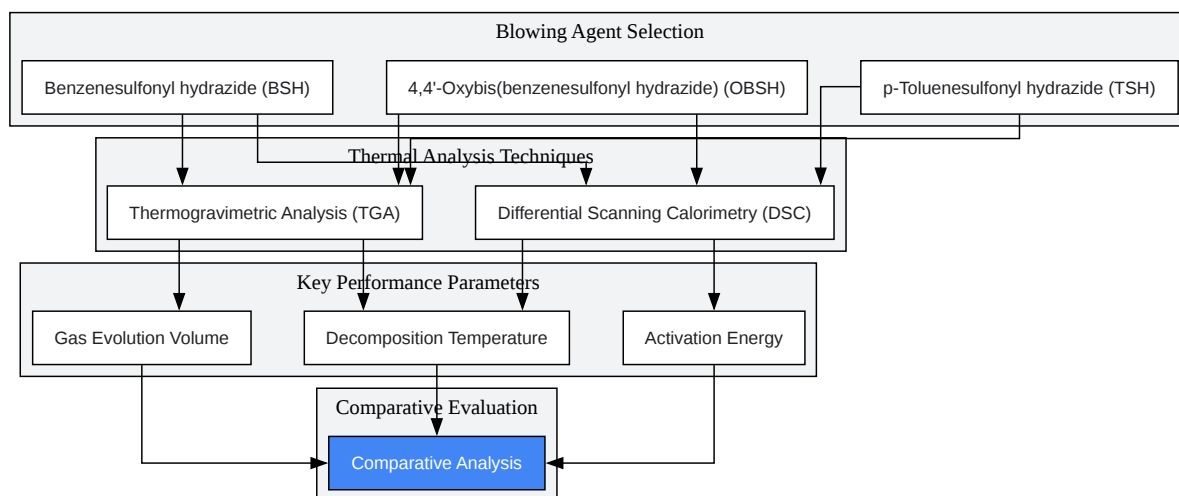 Blowing Agent Selection
Benzenesulfonyl hydrazide (BSH)
4,4'-Oxybis(benzenesulfonyl hydrazide) (OBSH)
p-Toluenesulfonyl hydrazide (TSH)
Thermal Analysis Techniques
Thermogravimetric Analysis (TGA)
Differential Scanning Calorimetry (DSC)
Key Performance Parameters
Gas Evolution Volume
Decomposition Temperature
Activation Energy
Comparative Evaluation
Comparative Analysis